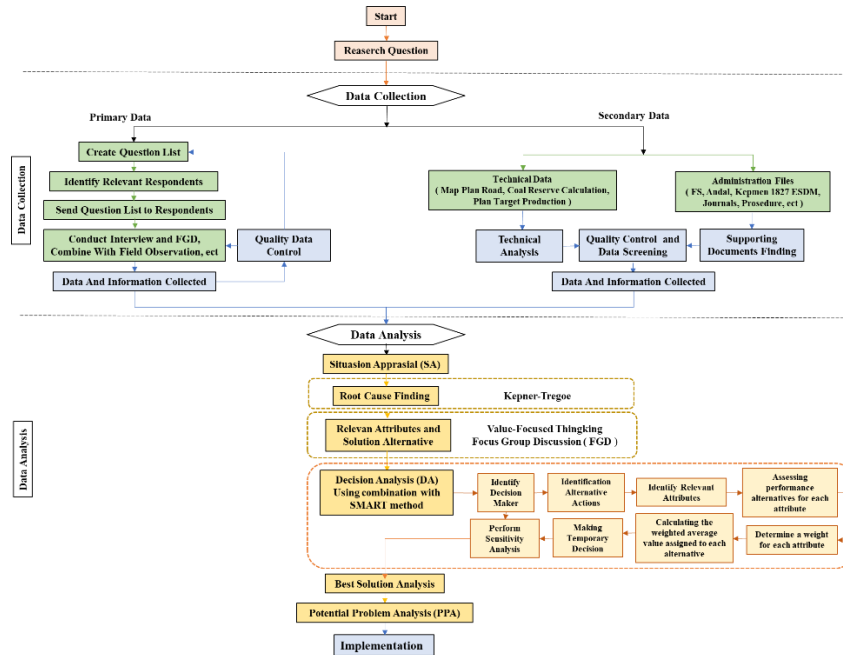 Start
Reaserch Question
Data Collection
Primary Data
Secondary Data
Data Collection
Create Question List
Identify Relevant Respondents
Send Question List to Respondents
Conduct Interview and FGD,
Combine With Field Observation, ect
Quality Data
Control
Data And Information Collected
Technical Data
( Map Plan Road, Coal Reserve Calculation,
Plan Target Production )
Administration Files
( FS, Andal, Kepmen 1827 ESDM,
Journals, Prosedure, ect )
Technical
Analysis
Quality Control and
Data Screening
Supporting
Documents Finding
Data And Information Collected
Data Analysis
Data Analysis
Situasion Apprasial (SA)
Root Cause Finding
Kepner-Tregoe
Relevan Attributes and
Solution Alternative
Value-Focused Thingking
Focus Group Discussion ( FGD )
Decision Analysis (DA)
Using combination with
SMART method
Identify
Decision
Maker
Identification
Alternative
Actions
Identify Relevant
Attributes
Assessing
performance
alternatives for each
attribute
Perform
Sensitivity
Analysis
Making
Temporary
Decision
Calculating the
weighted average
value assigned to each
alternative
Determine a weight
for each attribute
Best Solution Analysis
Potential Problem Analysis (PPA)
Implementation